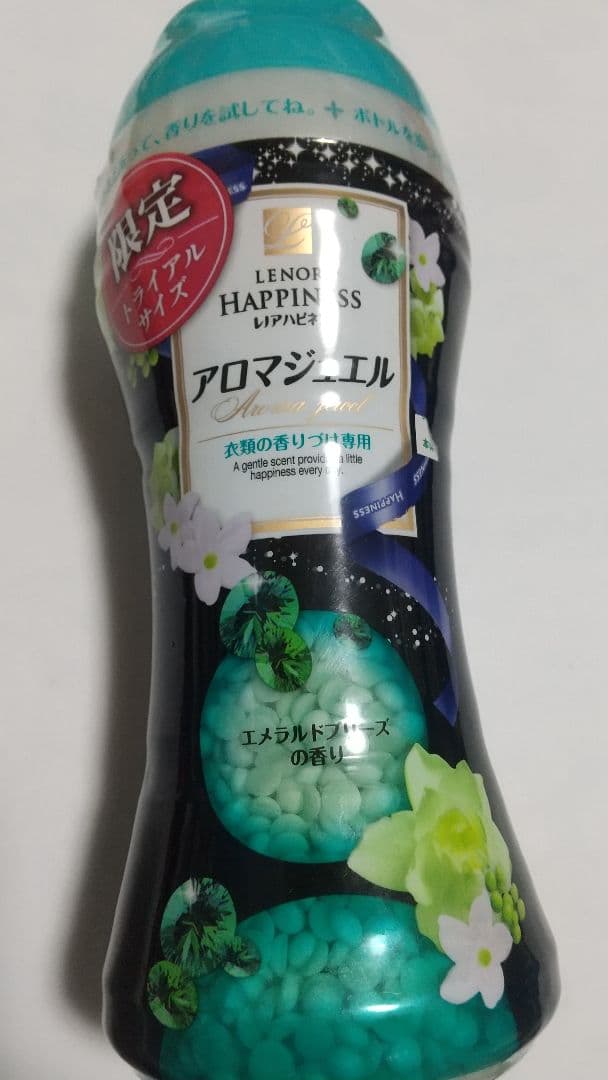 って、香りを試してね。+ ボトルを
限定
トライアル
サイズ
LENOR
HAPPINESS
レノアハピネ
アロマジュエル
Aroma Jewel
衣類の香りづけ専用
A gentle scent provides a little
happiness every day.
HAPPINESS
エメラルドブリーズ
の香り